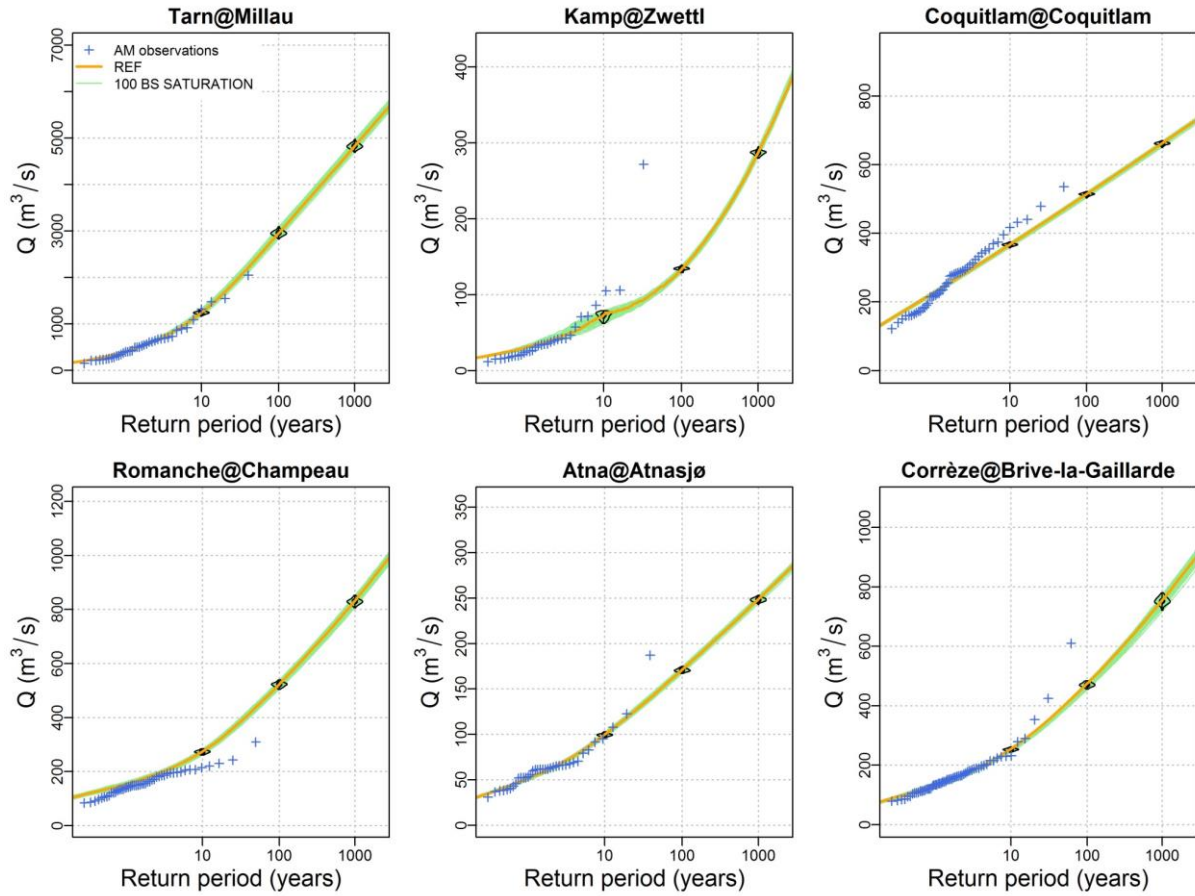 Tarn@Millau
Kamp@Zwettl
Coquitlam@Coquitlam
Q (m³/s)
7000
5000
3000
1000
0
AM observations
REF
100 BS SATURATION
10
100
1000
Return period (years)
Q (m³/s)
400
300
200
100
0
10
100
1000
Return period (years)
Q (m³/s)
800
600
400
200
0
10
100
1000
Return period (years)
Romanche@Champeau
Atna@Atnasjø
Corrèze@Brive-la-Gaillarde
Q (m³/s)
1200
1000
800
600
400
200
0
10
100
1000
Return period (years)
Q (m³/s)
350
300
250
200
150
100
50
0
10
100
1000
Return period (years)
Q (m³/s)
1000
800
600
400
200
0
10
100
1000
Return period (years)